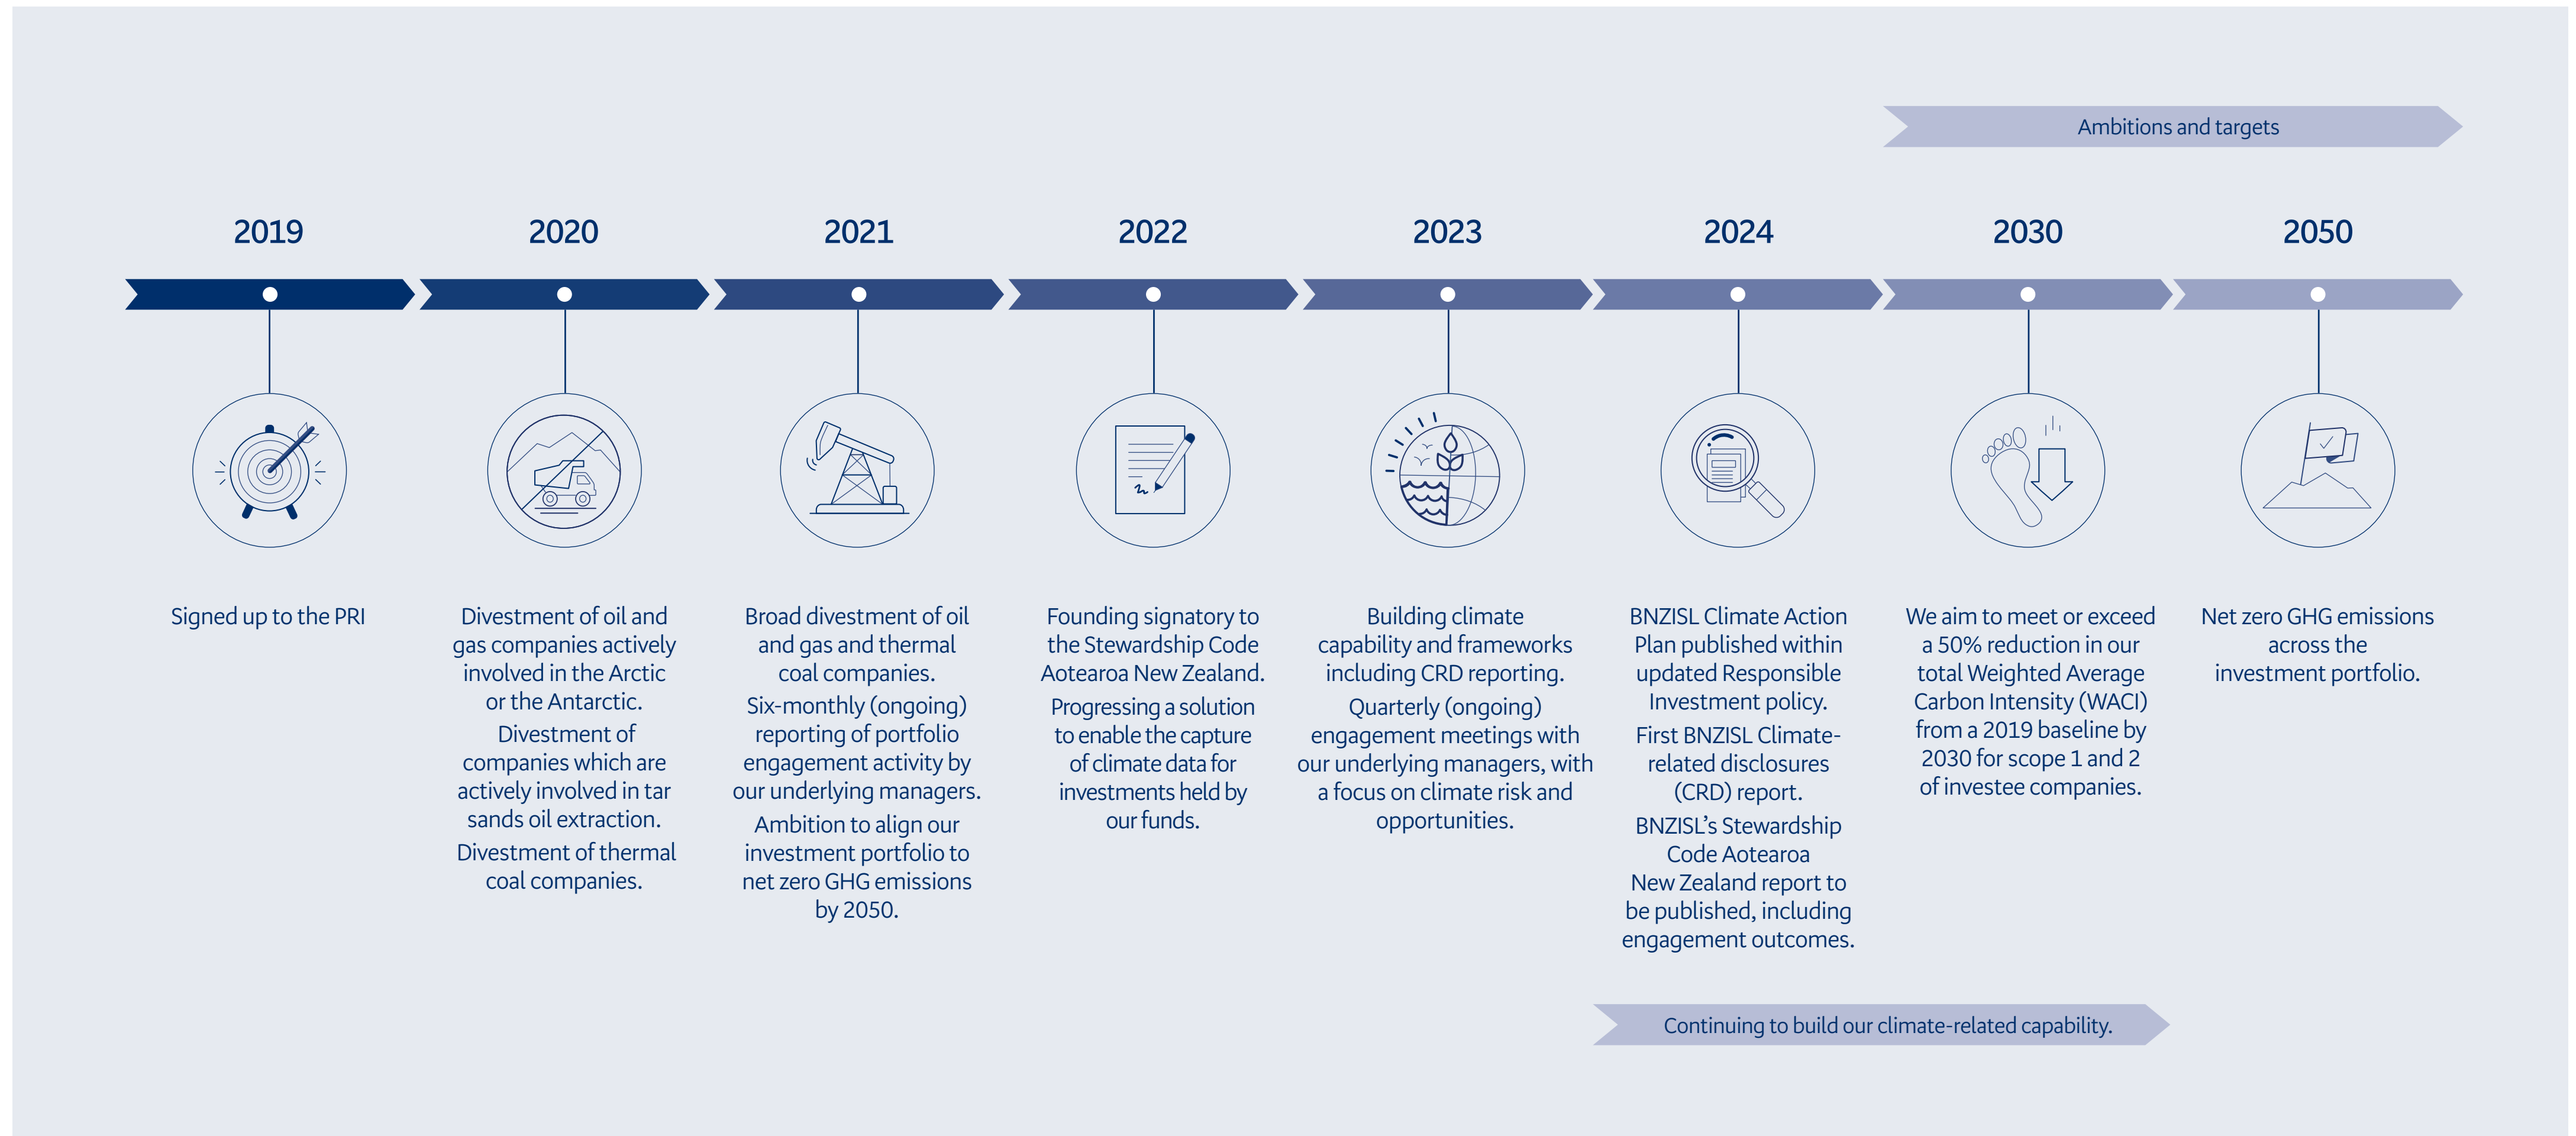 Ambitions and targets
2019
2020
2021
2022
2023
2024
2030
2050
Signed up to the PRI
Divestment of oil and
gas companies actively
involved in the Arctic
or the Antarctic.
Divestment of
companies which are
actively involved in tar
sands oil extraction.
Divestment of thermal
coal companies.
Broad divestment of oil
and gas and thermal
coal companies.
Six-monthly (ongoing)
reporting of portfolio
engagement activity by
our underlying managers.
Ambition to align our
investment portfolio to
net zero GHG emissions
by 2050.
Founding signatory to
the Stewardship Code
Aotearoa New Zealand.
Progressing a solution
to enable the capture
of climate data for
investments held by
our funds.
Building climate
capability and frameworks
including CRD reporting.
Quarterly (ongoing)
engagement meetings with
our underlying managers, with
a focus on climate risk and
opportunities.
BNZISL Climate Action
Plan published within
updated Responsible
Investment policy.
First BNZISL Climate-
related disclosures
(CRD) report.
BNZISL’s Stewardship
Code Aotearoa
New Zealand report to
be published, including
engagement outcomes.
We aim to meet or exceed
a 50% reduction in our
total Weighted Average
Carbon Intensity (WACI)
from a 2019 baseline by
2030 for scope 1 and 2
of investee companies.
Net zero GHG emissions
across the
investment portfolio.
Continuing to build our climate-related capability.